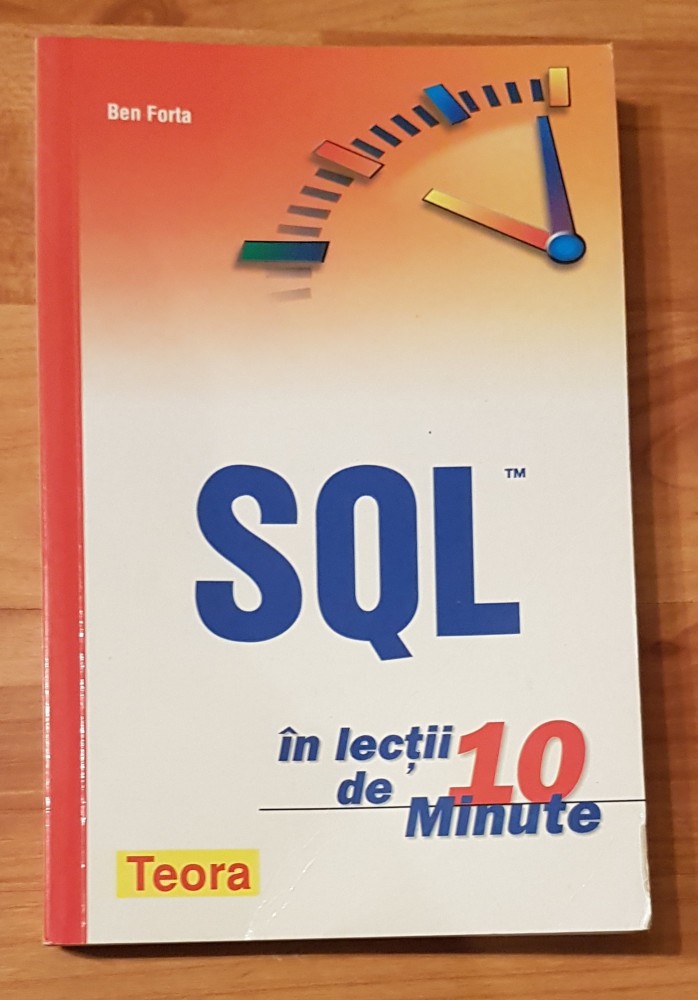 Ben Forta
SQL™
în lecții 10
de Minute
Teora